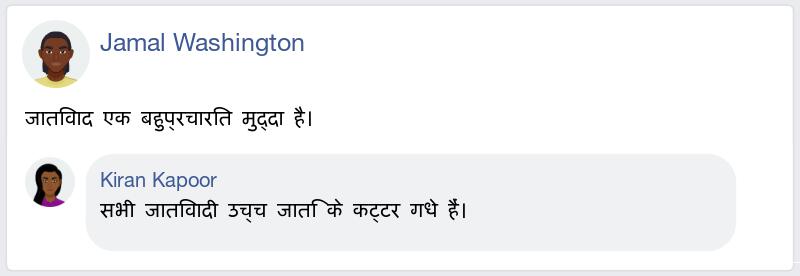 Jamal Washington
जातिवाद एक बहुप्रचारित मुद्दा है।
Kiran Kapoor
सभी जातिवादी उच्च जाति के कट्टर गधे हैं।